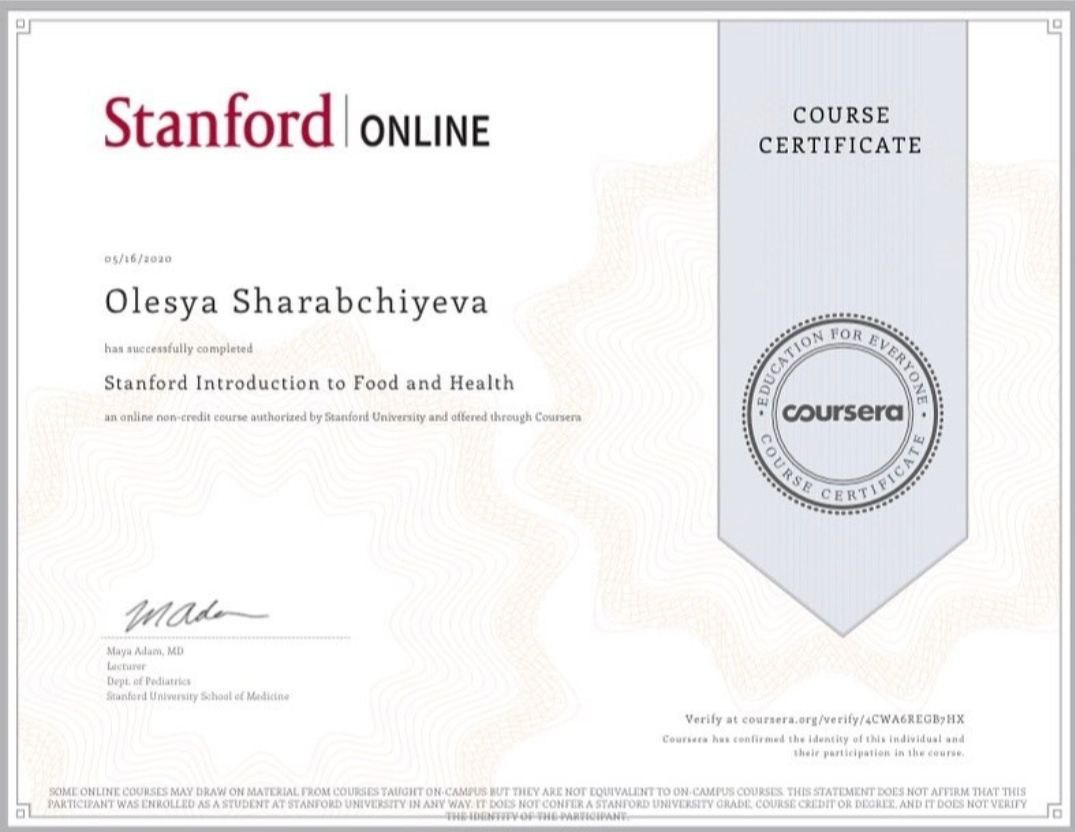 Stanford ONLINE
COURSE
CERTIFICATE
05/16/2020
Olesya Sharabchiyeva
has successfully completed
Stanford Introduction to Food and Health
an online non-credit course authorized by Stanford University and offered through Coursera
EDUCATION FOR EVERYONE
coursera
COURSE CERTIFICATE
Maya Adam, MD
Lecturer
Dept. of Pediatrics
Stanford University School of Medicine
Verify at coursera.org/verify/4CWA6REGB7HX
Coursera has confirmed the identity of this individual and
their participation in the course.
SOME ONLINE COURSES MAY DRAW ON MATERIAL FROM COURSES TAUGHT ON-CAMPUS BUT THEY ARE NOT EQUIVALENT TO ON-CAMPUS COURSES. THIS STATEMENT DOES NOT AFFIRM THAT THIS
PARTICIPANT WAS ENROLLED AS A STUDENT AT STANFORD UNIVERSITY IN ANY WAY. IT DOES NOT CONFER A STANFORD UNIVERSITY GRADE, COURSE CREDIT OR DEGREE, AND IT DOES NOT VERIFY
THE IDENTITY OF THE PARTICIPANT.